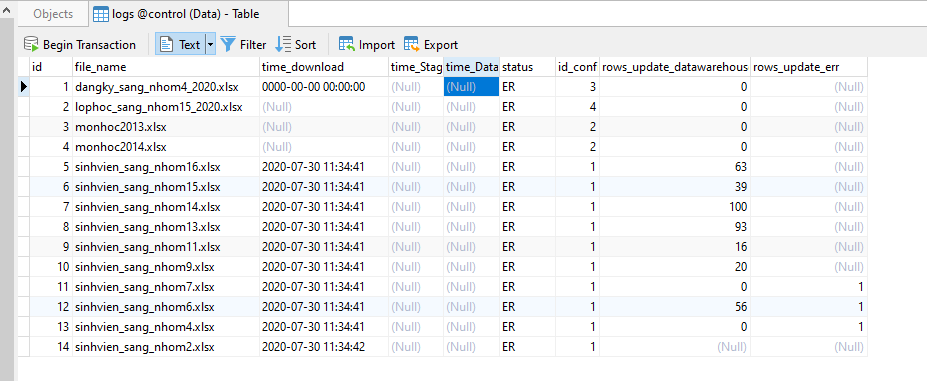 Objects logs @control (Data) - Table
Begin Transaction Text Filter Sort Import Export
id file_name time_download time_Stag time_Data status id_conf rows_update_datawarehous rows_update_err
1 dangky_sang_nhom4_2020.xlsx 0000-00-00 00:00:00 (Null) (Null) ER 3 0 (Null)
2 lophoc_sang_nhom15_2020.xlsx (Null) (Null) (Null) ER 4 0 (Null)
3 monhoc2013.xlsx (Null) (Null) (Null) ER 2 0 (Null)
4 monhoc2014.xlsx (Null) (Null) (Null) ER 2 0 (Null)
5 sinhvien_sang_nhom16.xlsx 2020-07-30 11:34:41 (Null) (Null) ER 1 63 (Null)
6 sinhvien_sang_nhom15.xlsx 2020-07-30 11:34:41 (Null) (Null) ER 1 39 (Null)
7 sinhvien_sang_nhom14.xlsx 2020-07-30 11:34:41 (Null) (Null) ER 1 100 (Null)
8 sinhvien_sang_nhom13.xlsx 2020-07-30 11:34:41 (Null) (Null) ER 1 93 (Null)
9 sinhvien_sang_nhom11.xlsx 2020-07-30 11:34:41 (Null) (Null) ER 1 16 (Null)
10 sinhvien_sang_nhom9.xlsx 2020-07-30 11:34:41 (Null) (Null) ER 1 20 (Null)
11 sinhvien_sang_nhom7.xlsx 2020-07-30 11:34:41 (Null) (Null) ER 1 0 1
12 sinhvien_sang_nhom6.xlsx 2020-07-30 11:34:41 (Null) (Null) ER 1 56 1
13 sinhvien_sang_nhom4.xlsx 2020-07-30 11:34:41 (Null) (Null) ER 1 0 1
14 sinhvien_sang_nhom2.xlsx 2020-07-30 11:34:42 (Null) (Null) ER 1 (Null) (Null)